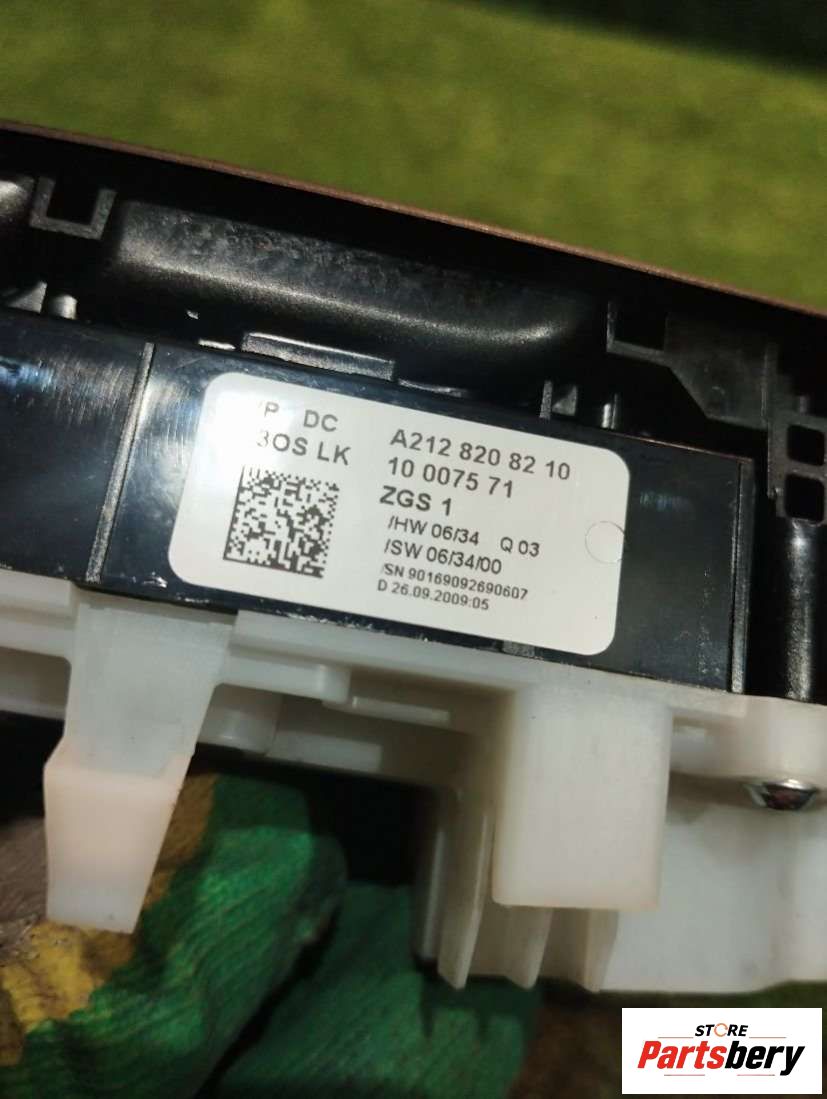 P DC
3OS LK
A212 820 82 10
10 0075 71
ZGS 1
/HW 06/34 Q 03
/SW 06/34/00
/SN 90169092690607
D 26.09.2009:05
STORE
Partsbery